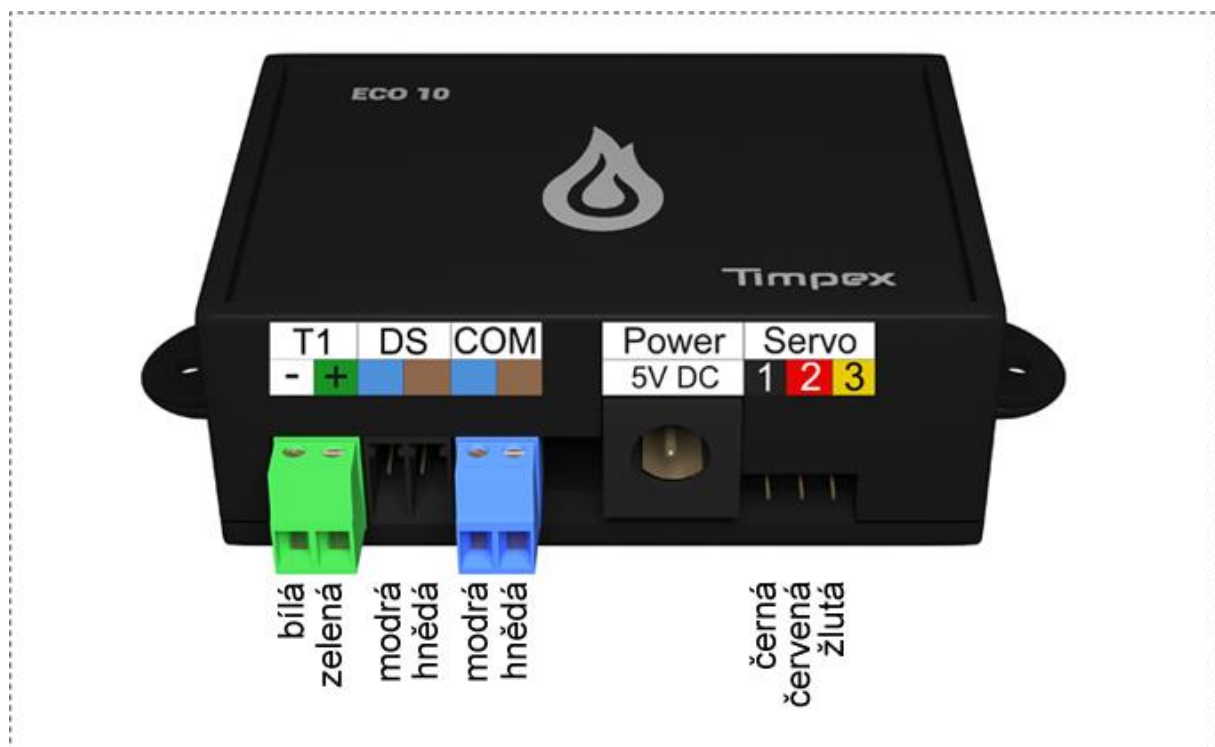 ECO 10
Timpex
T1 DS COM Power Servo
- + 5V DC 1 2 3
bílá
zelená
modrá
hnědá
modrá
hnědá
černá
červená
žlutá